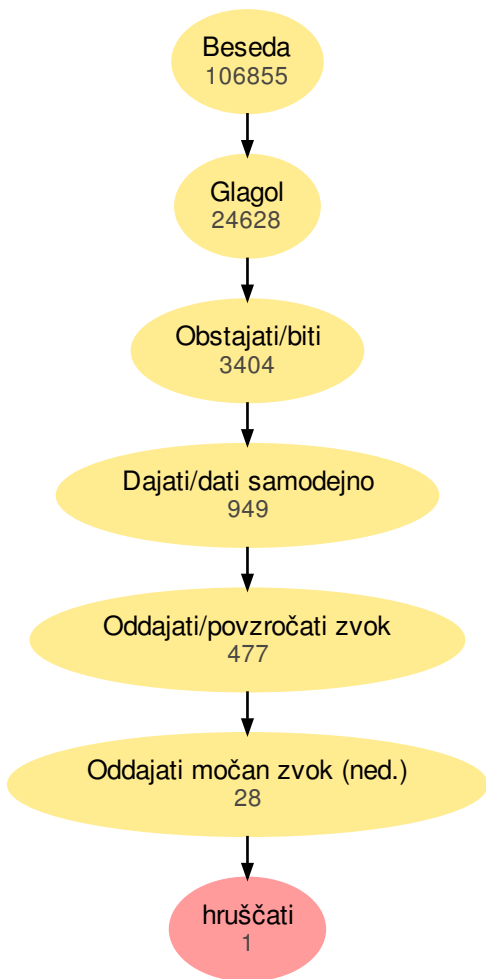 Beseda
106855
Glagol
24628
Obstajati/biti
3404
Dajati/dati samodejno
949
Oddajati/povzročati zvok
477
Oddajati močan zvok (ned.)
28
hruščati
1